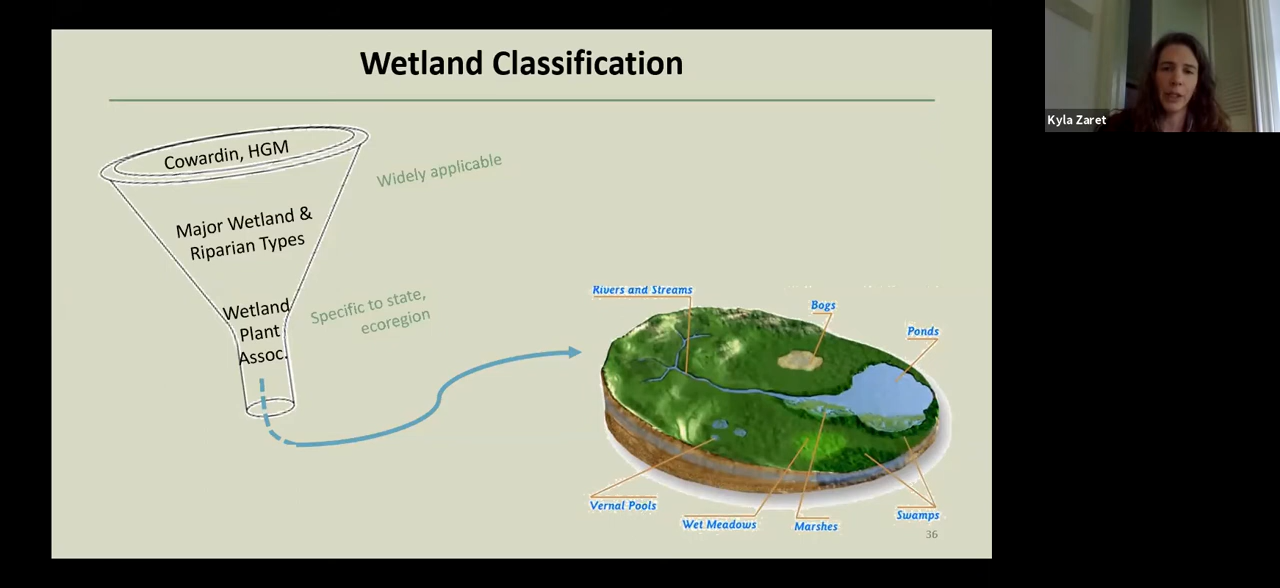 Wetland Classification
Cowardin, HGM
Widely applicable
Major Wetland &
Riparian Types
Wetland
Plant
Assoc.
Specific to state,
ecoregion
Rivers and Streams
Bogs
Ponds
Vernal Pools
Wet Meadows
Marshes
Swamps
36
Kyla Zaret